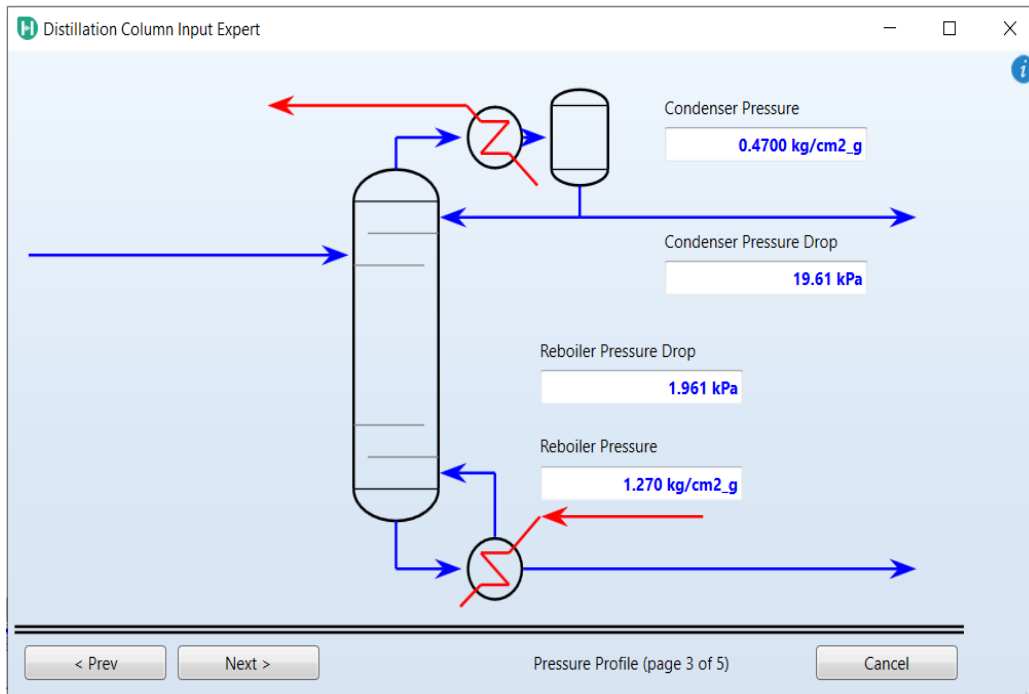 Distillation Column Input Expert
Condenser Pressure
0.4700 kg/cm2_g
Condenser Pressure Drop
19.61 kPa
Reboiler Pressure Drop
1.961 kPa
Reboiler Pressure
1.270 kg/cm2_g
< Prev
Next >
Pressure Profile (page 3 of 5)
Cancel